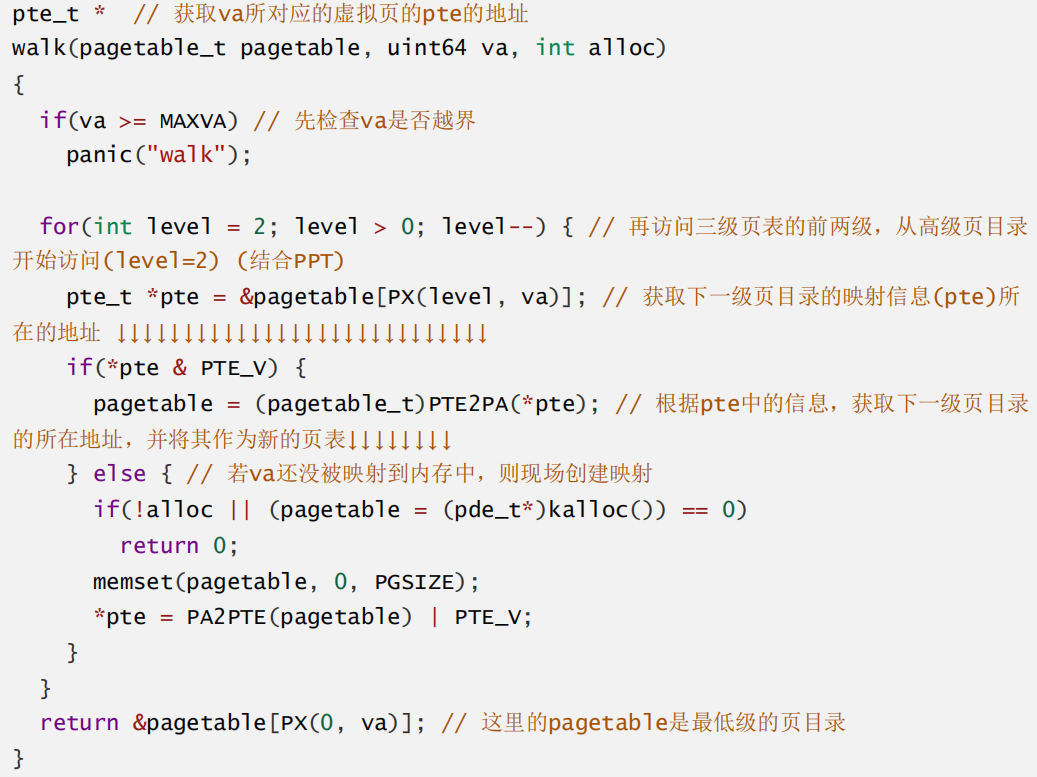 pte_t *  // 获取va所对应的虚拟页的pte的地址
walk(pagetable_t pagetable, uint64 va, int alloc)
{
  if(va >= MAXVA) // 先检查va是否越界
    panic("walk");

  for(int level = 2; level > 0; level--) { // 再访问三级页表的前两级，从高级页目录
开始访问(level=2) (结合PPT)
    pte_t *pte = &pagetable[PX(level, va)]; // 获取下一级页目录的映射信息(pte)所
在的地址 ↓↓↓↓↓↓↓↓↓↓↓↓↓↓↓↓↓↓↓↓↓↓↓↓↓↓↓↓
    if(*pte & PTE_V) {
      pagetable = (pagetable_t)PTE2PA(*pte); // 根据pte中的信息，获取下一级页目录
的所在地址，并将其作为新的页表↓↓↓↓↓↓↓↓
    } else { // 若va还没被映射到内存中，则现场创建映射
      if(!alloc || (pagetable = (pde_t*)kalloc()) == 0)
        return 0;
      memset(pagetable, 0, PGSIZE);
      *pte = PA2PTE(pagetable) | PTE_V;
    }
  }
  return &pagetable[PX(0, va)]; // 这里的pagetable是最低级的页目录
}